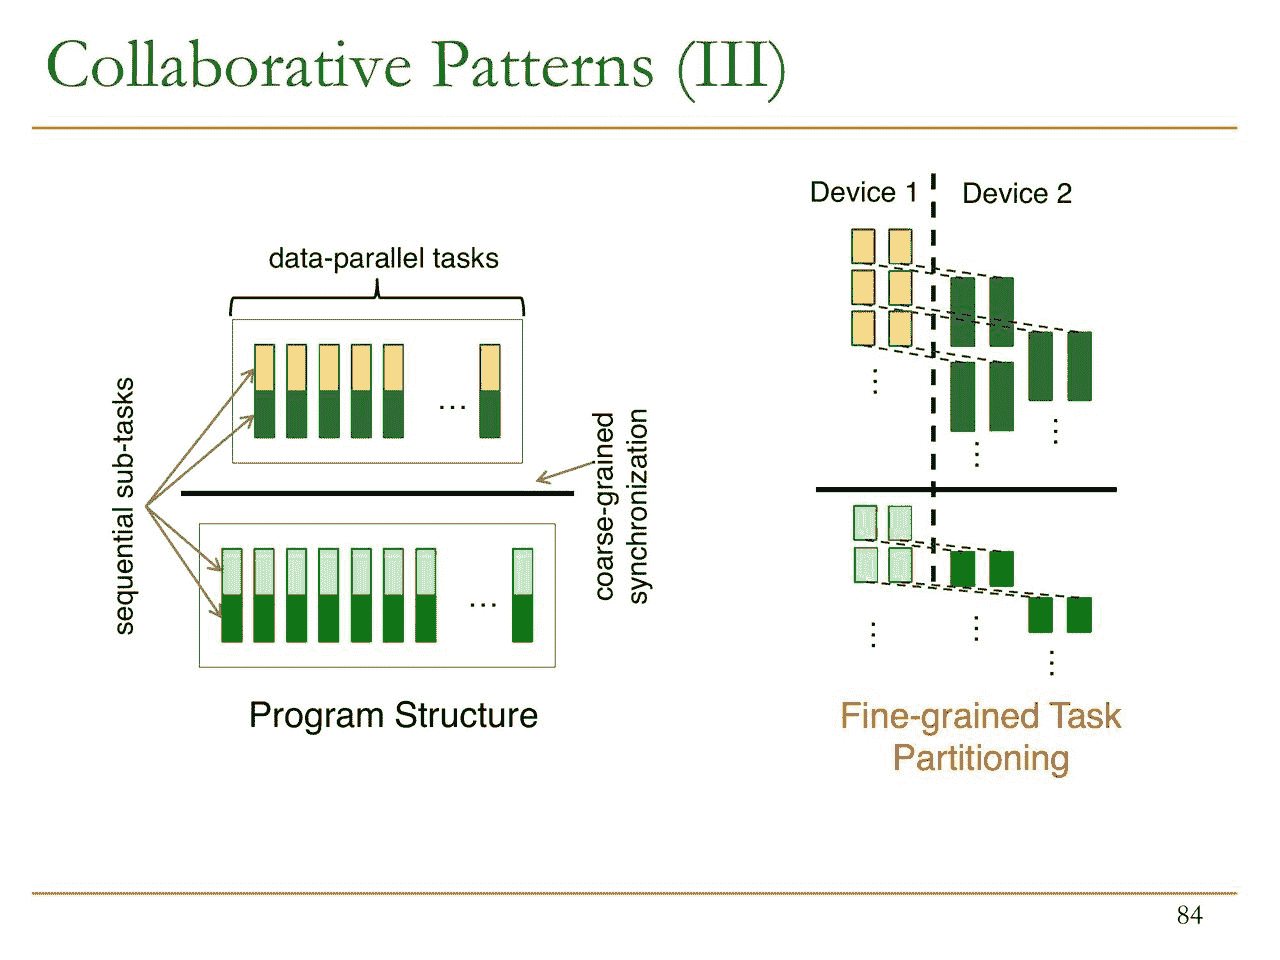 Collaborative Patterns (III)
Device 1
Device 2
data-parallel tasks
sequential sub-tasks
...
coarse-grained
synchronization
...
Program Structure
Fine-grained Task
Partitioning
84